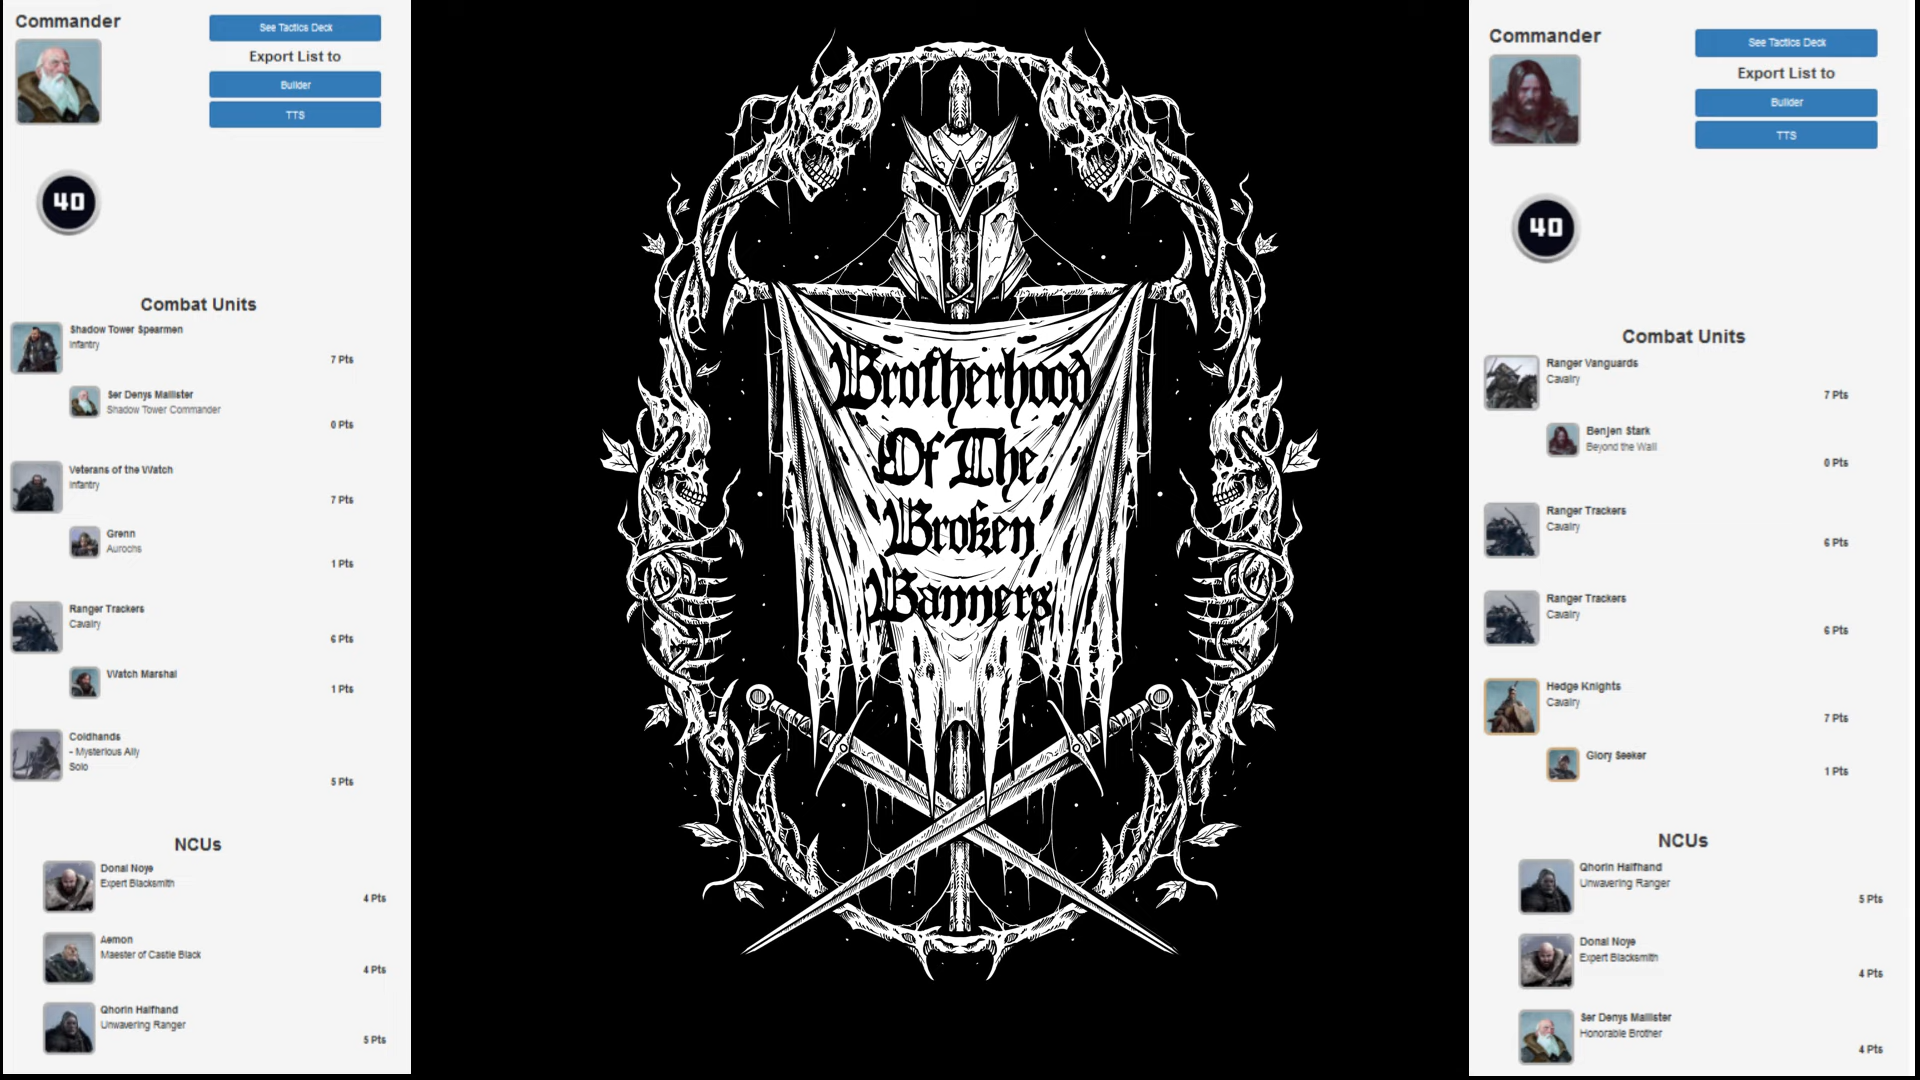 Commander
See Tactics Deck
Export List to
Builder
TTS
40
Combat Units
Shadow Tower Spearmen
Infantry
7 Pts
Ser Denys Mallister
Shadow Tower Commander
0 Pts
Veterans of the Watch
Infantry
7 Pts
Grenn
Aurochs
1 Pts
Ranger Trackers
Cavalry
6 Pts
Watch Marshal
1 Pts
Coldhands
- Mysterious Ally
Solo
5 Pts
NCUs
Donal Noye
Expert Blacksmith
4 Pts
Aemon
Maester of Castle Black
4 Pts
Qhorin Halfhand
Unwavering Ranger
5 Pts
Brotherhood
Of The
Broken
Banners
Commander
See Tactics Deck
Export List to
Builder
TTS
40
Combat Units
Ranger Vanguards
Cavalry
7 Pts
Benjen Stark
Beyond the Wall
0 Pts
Ranger Trackers
Cavalry
6 Pts
Ranger Trackers
Cavalry
6 Pts
Hedge Knights
Cavalry
7 Pts
Glory Seeker
1 Pts
NCUs
Qhorin Halfhand
Unwavering Ranger
5 Pts
Donal Noye
Expert Blacksmith
4 Pts
Ser Denys Mallister
Honorable Brother
4 Pts